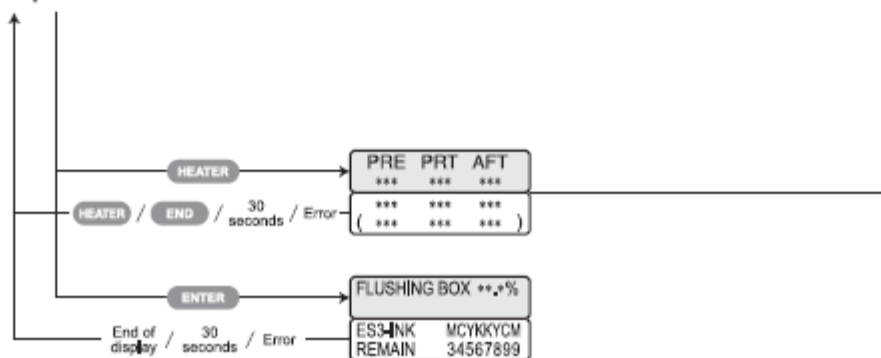 HEATER
PRE PRT AFT
*** *** ***
*** *** ***
( *** *** *** )
HEATER / END / 30 seconds / Error
ENTER
FLUSHING BOX **.*%
ES3-INK MCYKKYCM
REMAIN 34567899
End of display / 30 seconds / Error